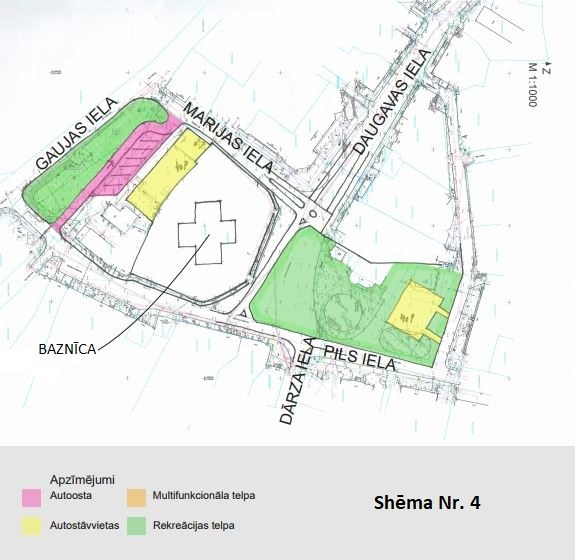 Z
M 1:1000
DAUGAVAS IELA
GAUJAS IELA
MARIJAS IELA
BAZNĪCA
PILS IELA
DĀRZA IELA
Apzīmējumi
Autoosta
Multifunkcionāla telpa
Autostāvvietas
Rekreācijas telpa
Shēma Nr. 4